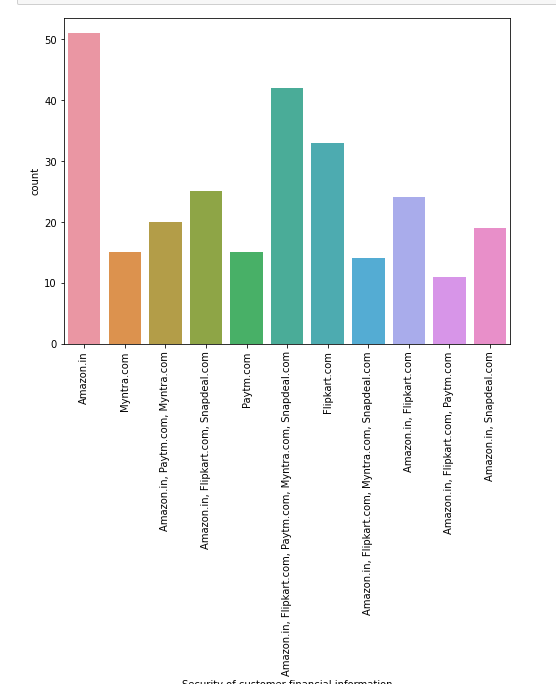 50
40
30
20
10
0
count
Amazon.in
Myntra.com
Amazon.in, Paytm.com, Myntra.com
Amazon.in, Flipkart.com, Snapdeal.com
Paytm.com
Amazon.in, Flipkart.com, Paytm.com, Myntra.com, Snapdeal.com
Flipkart.com
Amazon.in, Flipkart.com, Myntra.com, Snapdeal.com
Amazon.in, Flipkart.com
Amazon.in, Flipkart.com, Paytm.com
Amazon.in, Snapdeal.com
Security of customer financial information